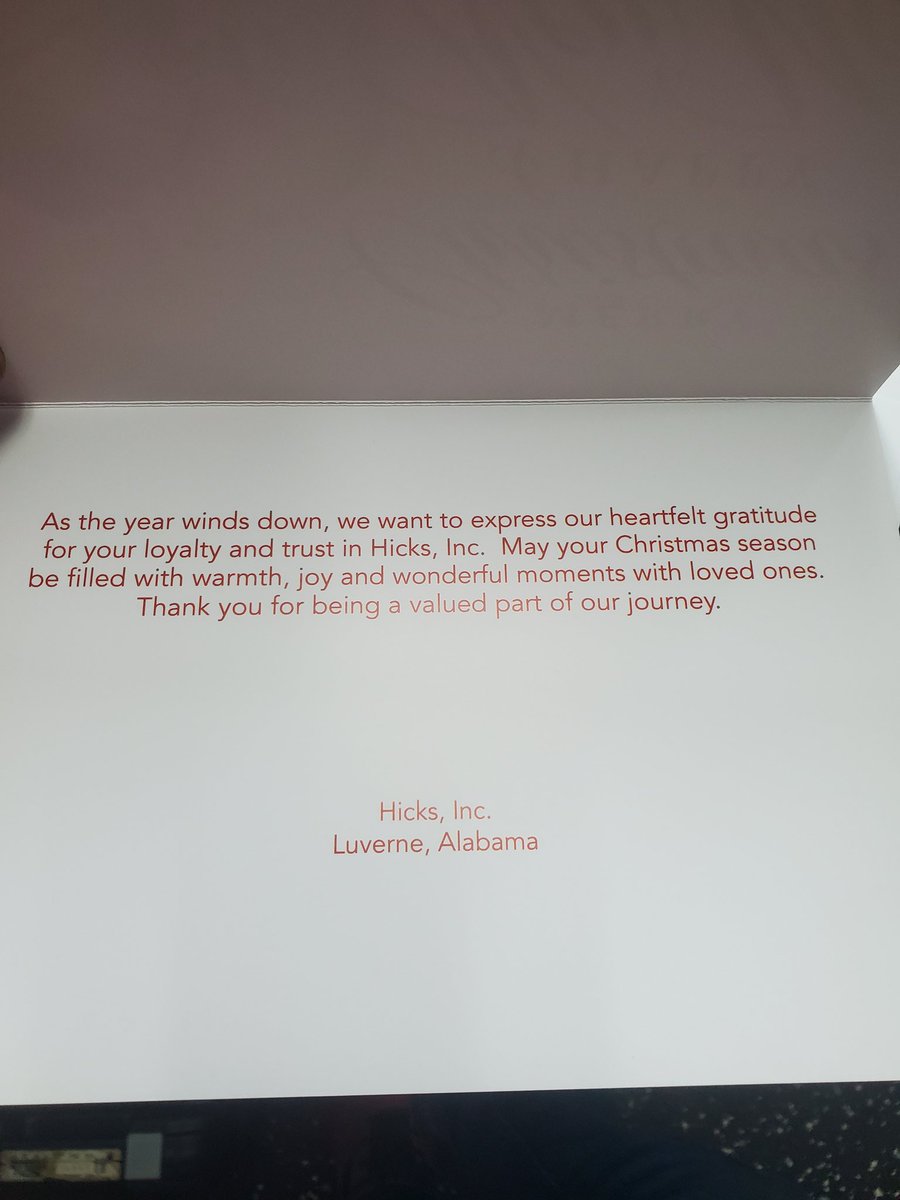 As the year winds down, we want to express our heartfelt gratitude
for your loyalty and trust in Hicks, Inc. May your Christmas season
be filled with warmth, joy and wonderful moments with loved ones.
Thank you for being a valued part of our journey.
Hicks, Inc.
Luverne, Alabama